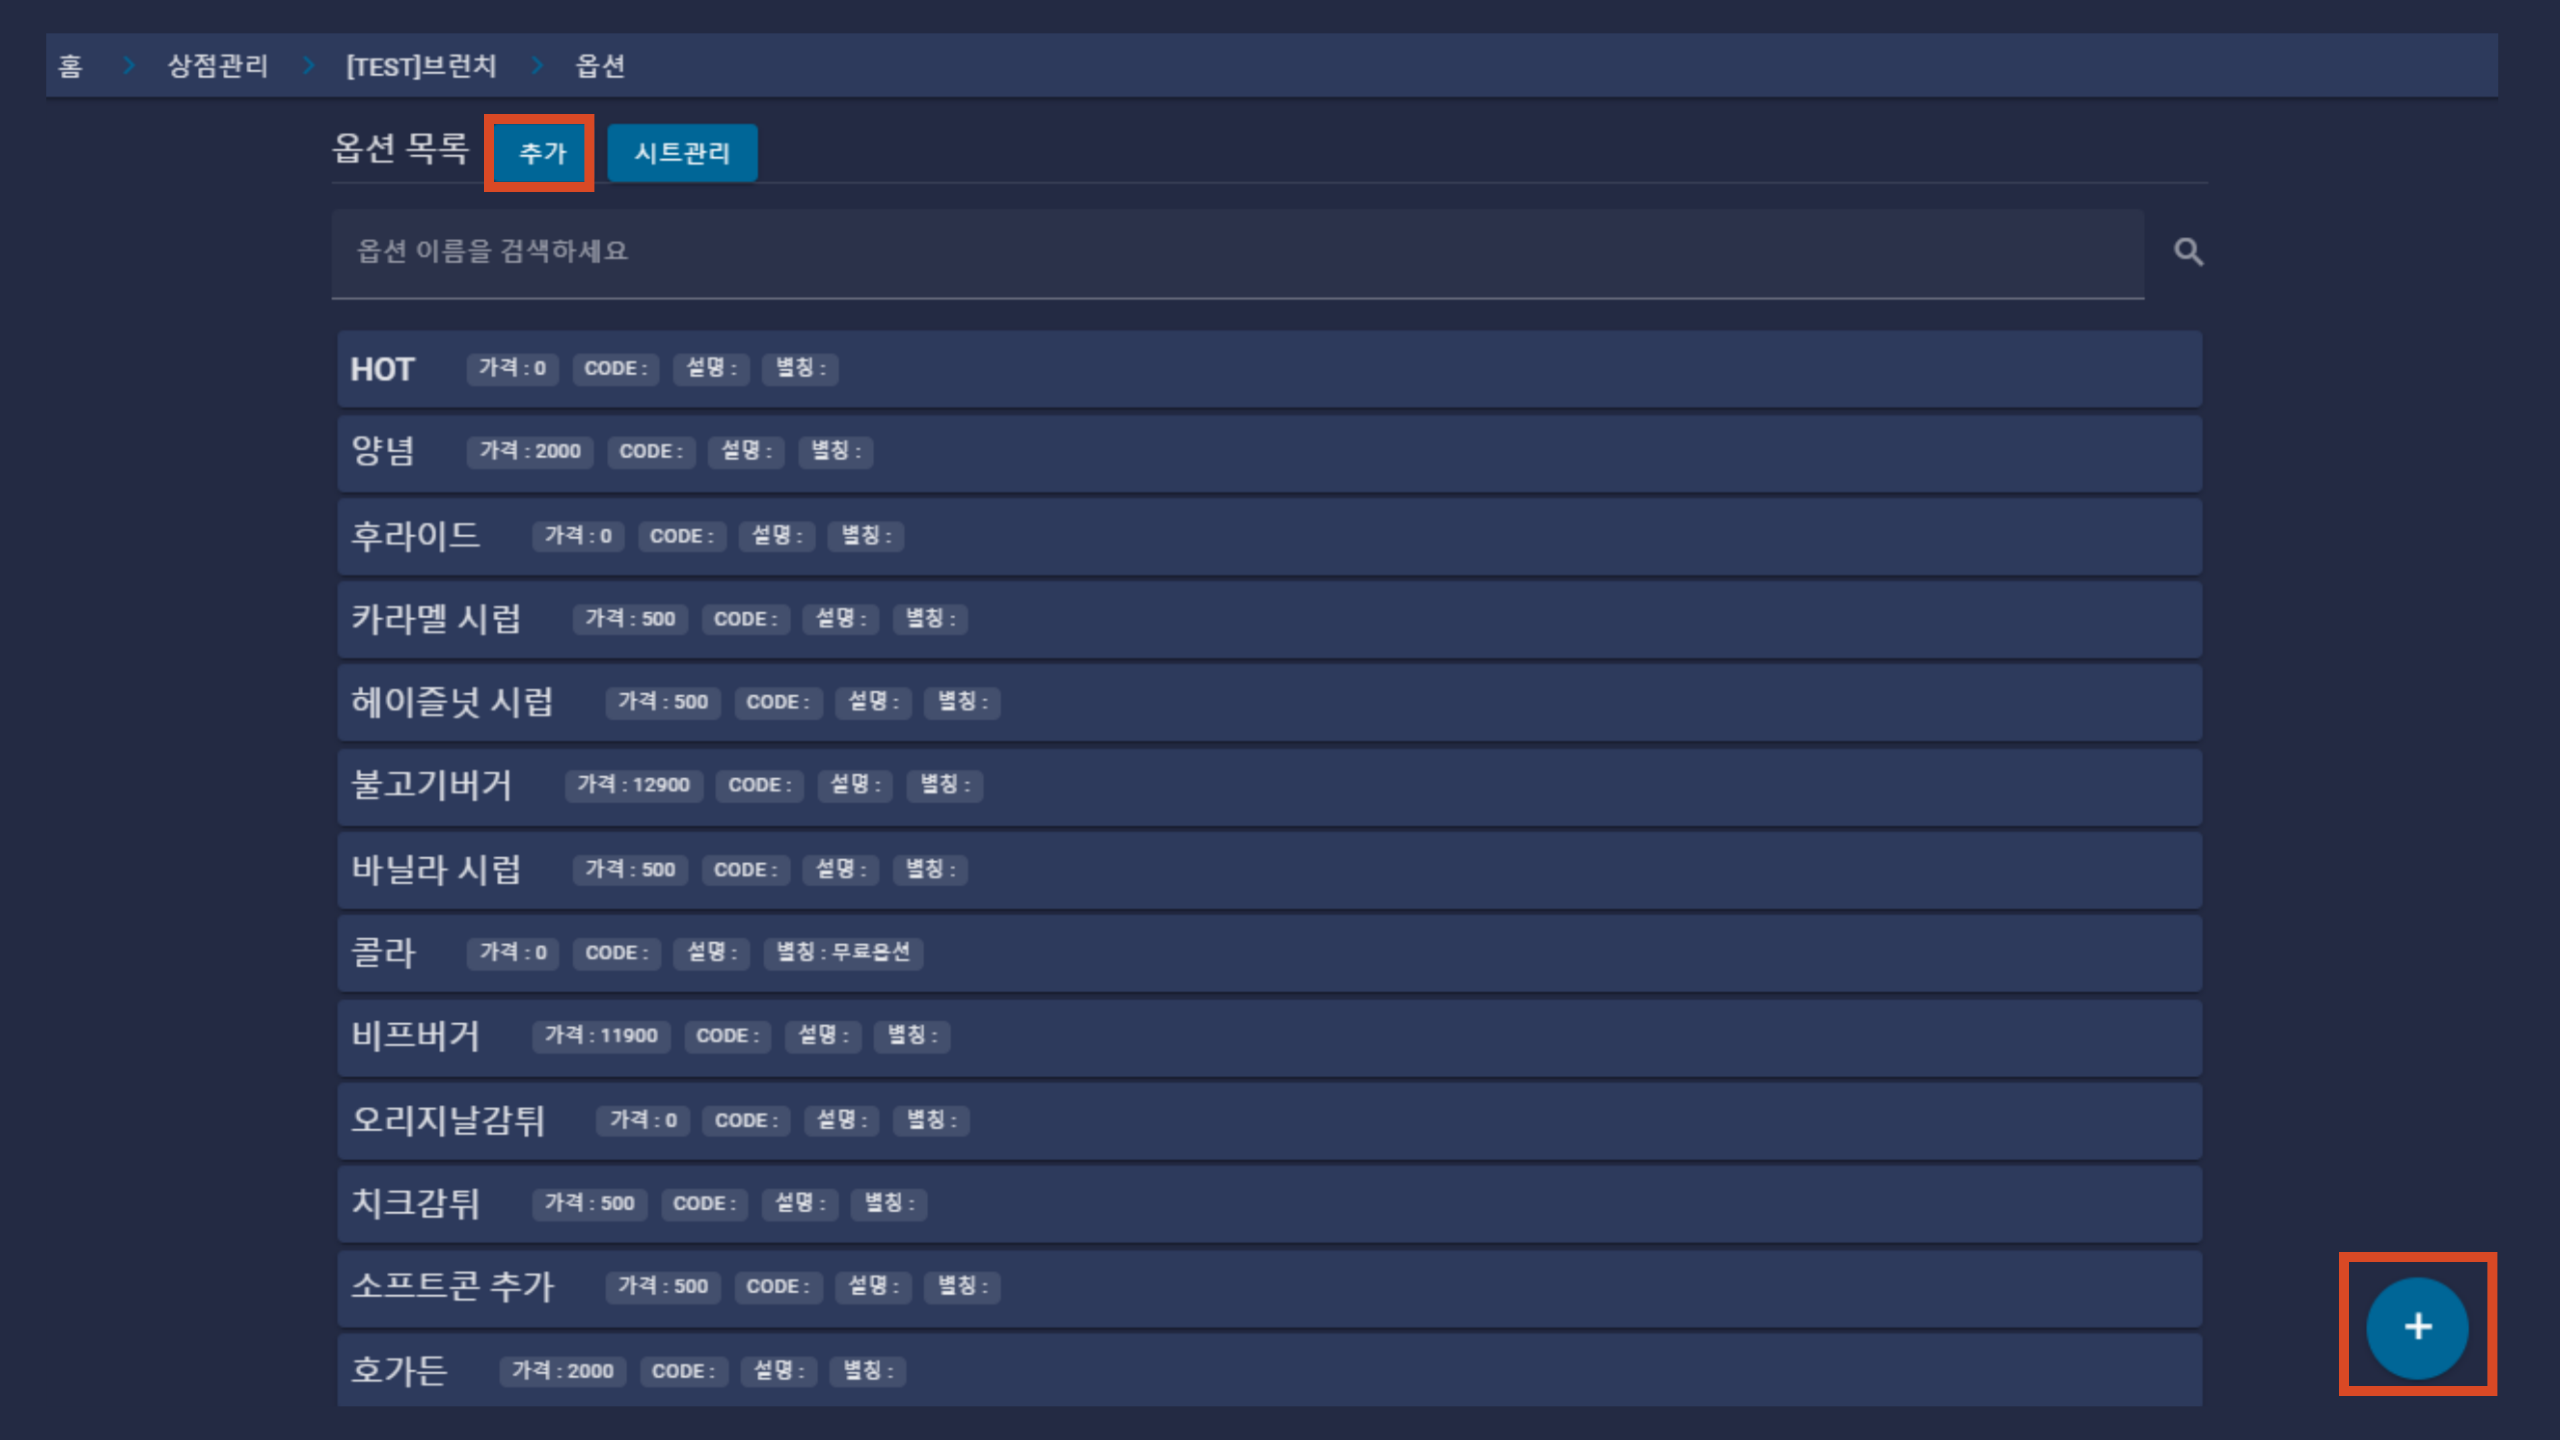 홈 > 상점관리 > [TEST]브런치 > 옵션
옵션 목록 추가 시트관리
옵션 이름을 검색하세요
HOT 가격 : 0 CODE : 설명 : 별칭 :
양념 가격 : 2000 CODE : 설명 : 별칭 :
후라이드 가격 : 0 CODE : 설명 : 별칭 :
카라멜 시럽 가격 : 500 CODE : 설명 : 별칭 :
헤이즐넛 시럽 가격 : 500 CODE : 설명 : 별칭 :
불고기버거 가격 : 12900 CODE : 설명 : 별칭 :
바닐라 시럽 가격 : 500 CODE : 설명 : 별칭 :
콜라 가격 : 0 CODE : 설명 : 별칭 : 무료옵션
비프버거 가격 : 11900 CODE : 설명 : 별칭 :
오리지날감튀 가격 : 0 CODE : 설명 : 별칭 :
치크감튀 가격 : 500 CODE : 설명 : 별칭 :
소프트콘 추가 가격 : 500 CODE : 설명 : 별칭 :
호가든 가격 : 2000 CODE : 설명 : 별칭 :
+